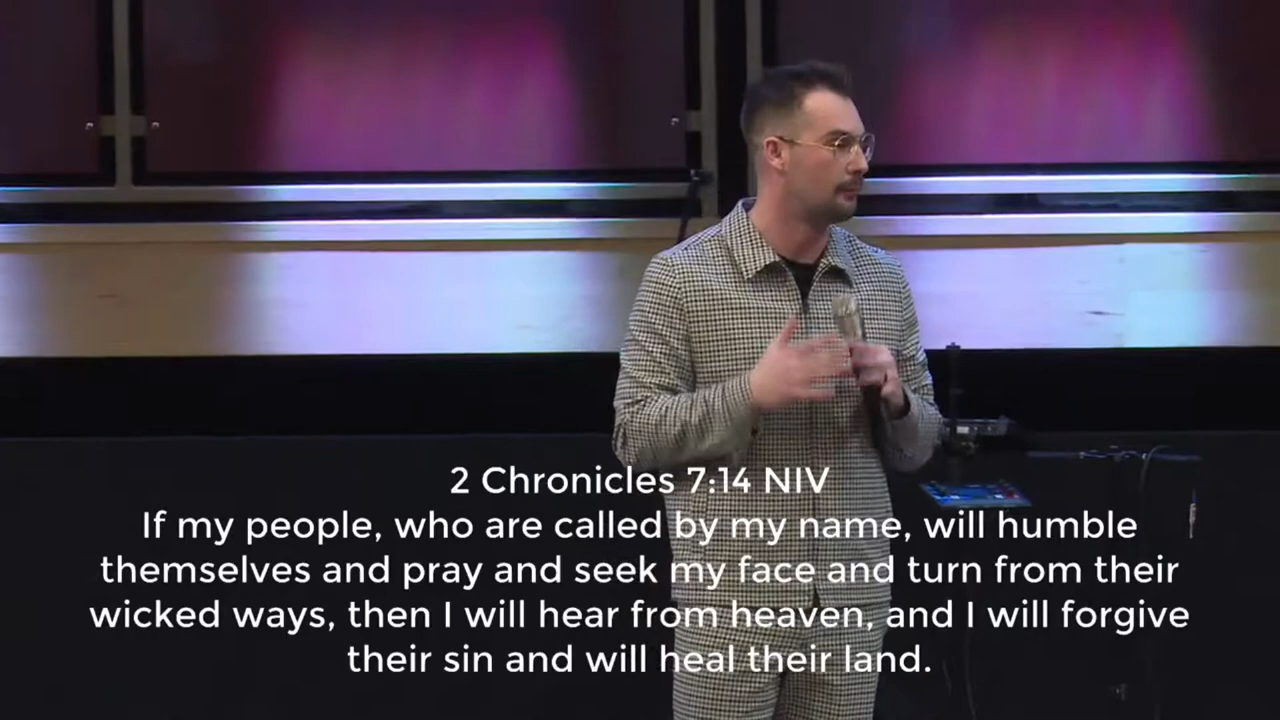 2 Chronicles 7:14 NIV
If my people, who are called by my name, will humble
themselves and pray and seek my face and turn from their
wicked ways, then I will hear from heaven, and I will forgive
their sin and will heal their land.